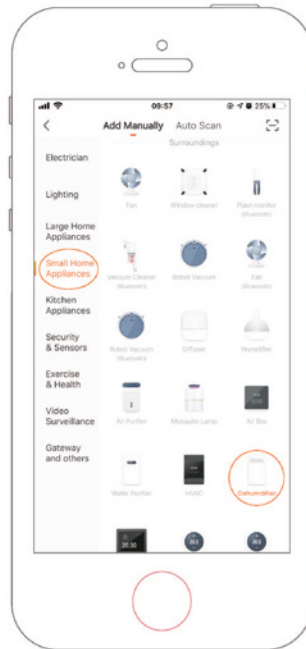 09:57
25%
Add Manually
Auto Scan
Surroundings
Electrician
Lighting
Large Home
Appliances
Small Home
Appliances
Kitchen
Appliances
Security
& Sensors
Exercise
& Health
Video
Surveillance
Gateway
and others
Fan
Window cleaner
Plant monitor
(Bluetooth)
Vacuum Cleaner
(Bluetooth)
Robot Vacuum
Fan
(Bluetooth)
Robot Vacuum
(Bluetooth)
Diffuser
Humidifier
Air Purifier
Mosquito Lamp
Air Box
Water Purifier
HVAC
Dehumidifier
20:30